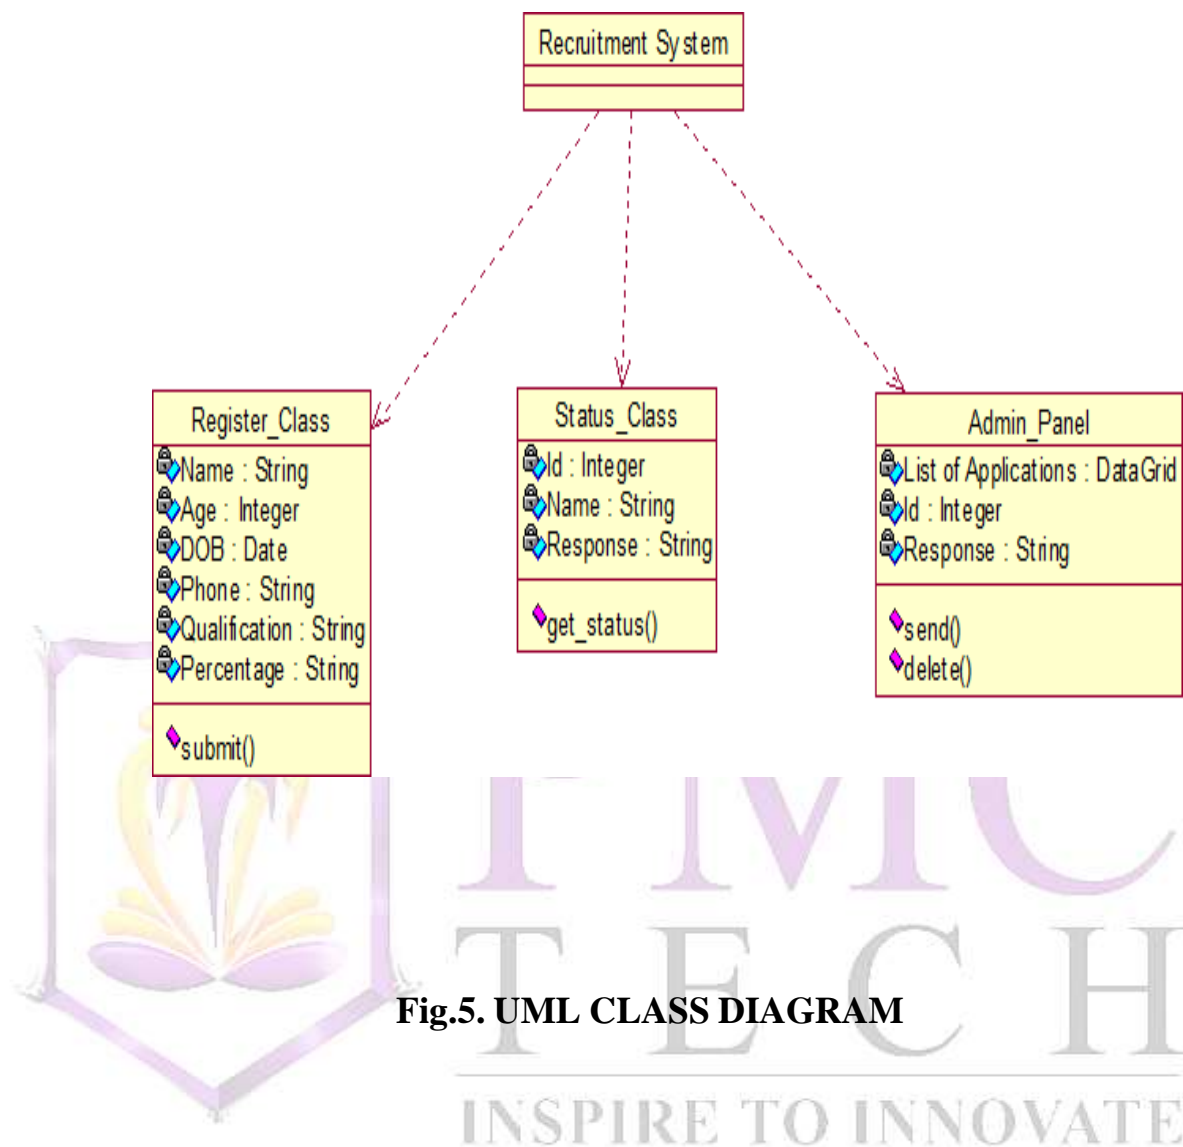 Recruitment System
Register_Class
Name : String
Age : Integer
DOB : Date
Phone : String
Qualification : String
Percentage : String
submit()
Status_Class
Id : Integer
Name : String
Response : String
get_status()
Admin_Panel
List of Applications : DataGrid
Id : Integer
Response : String
send()
delete()
PMC
TECH
Fig.5. UML CLASS DIAGRAM
INSPIRE TO INNOVATE